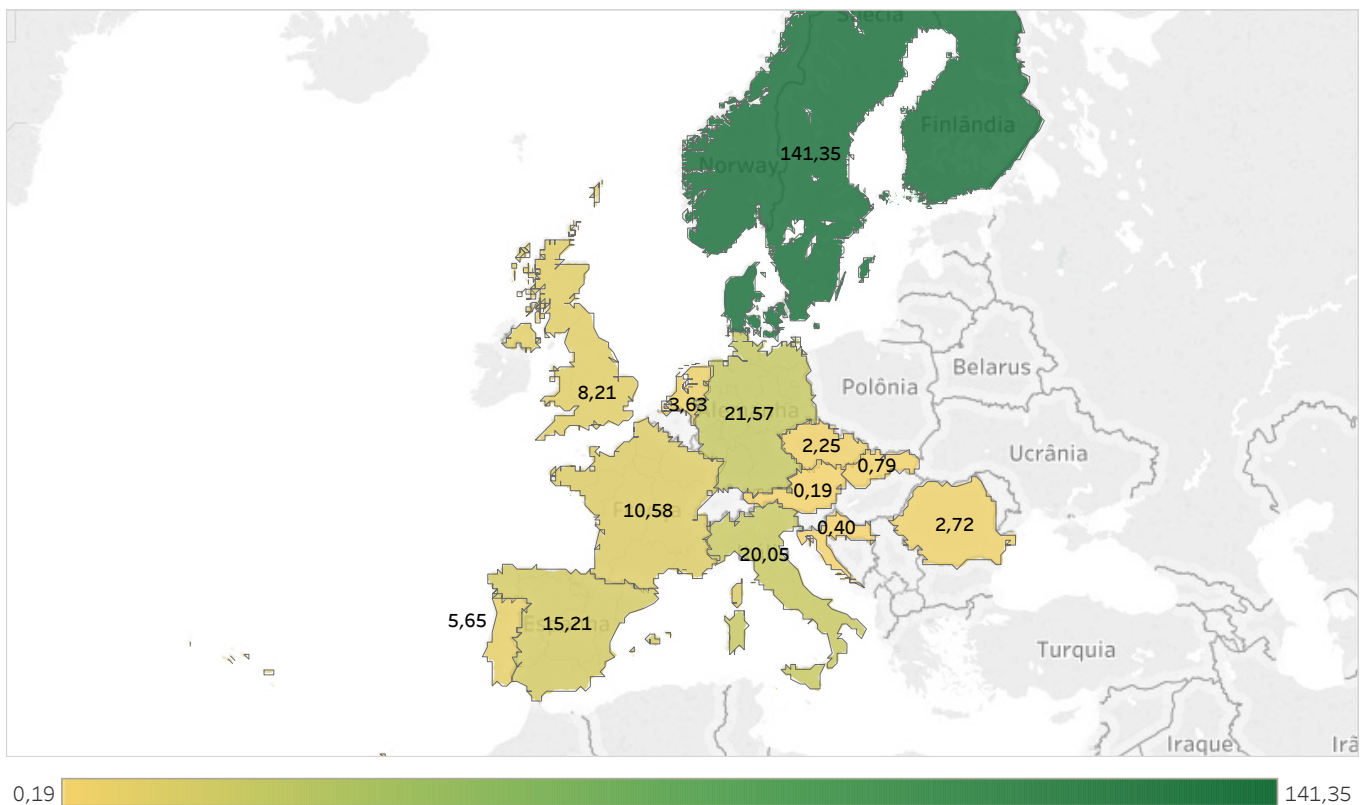 Suécia
Finlândia
Norway
141,35
Belarus
Polônia
8,21
3,63
Alemanha
21,57
2,25
Ucrânia
0,79
0,19
10,58
2,72
0,40
20,05
5,65
15,21
Espanha
Turquia
Iraque
Irã
0,19
141,35